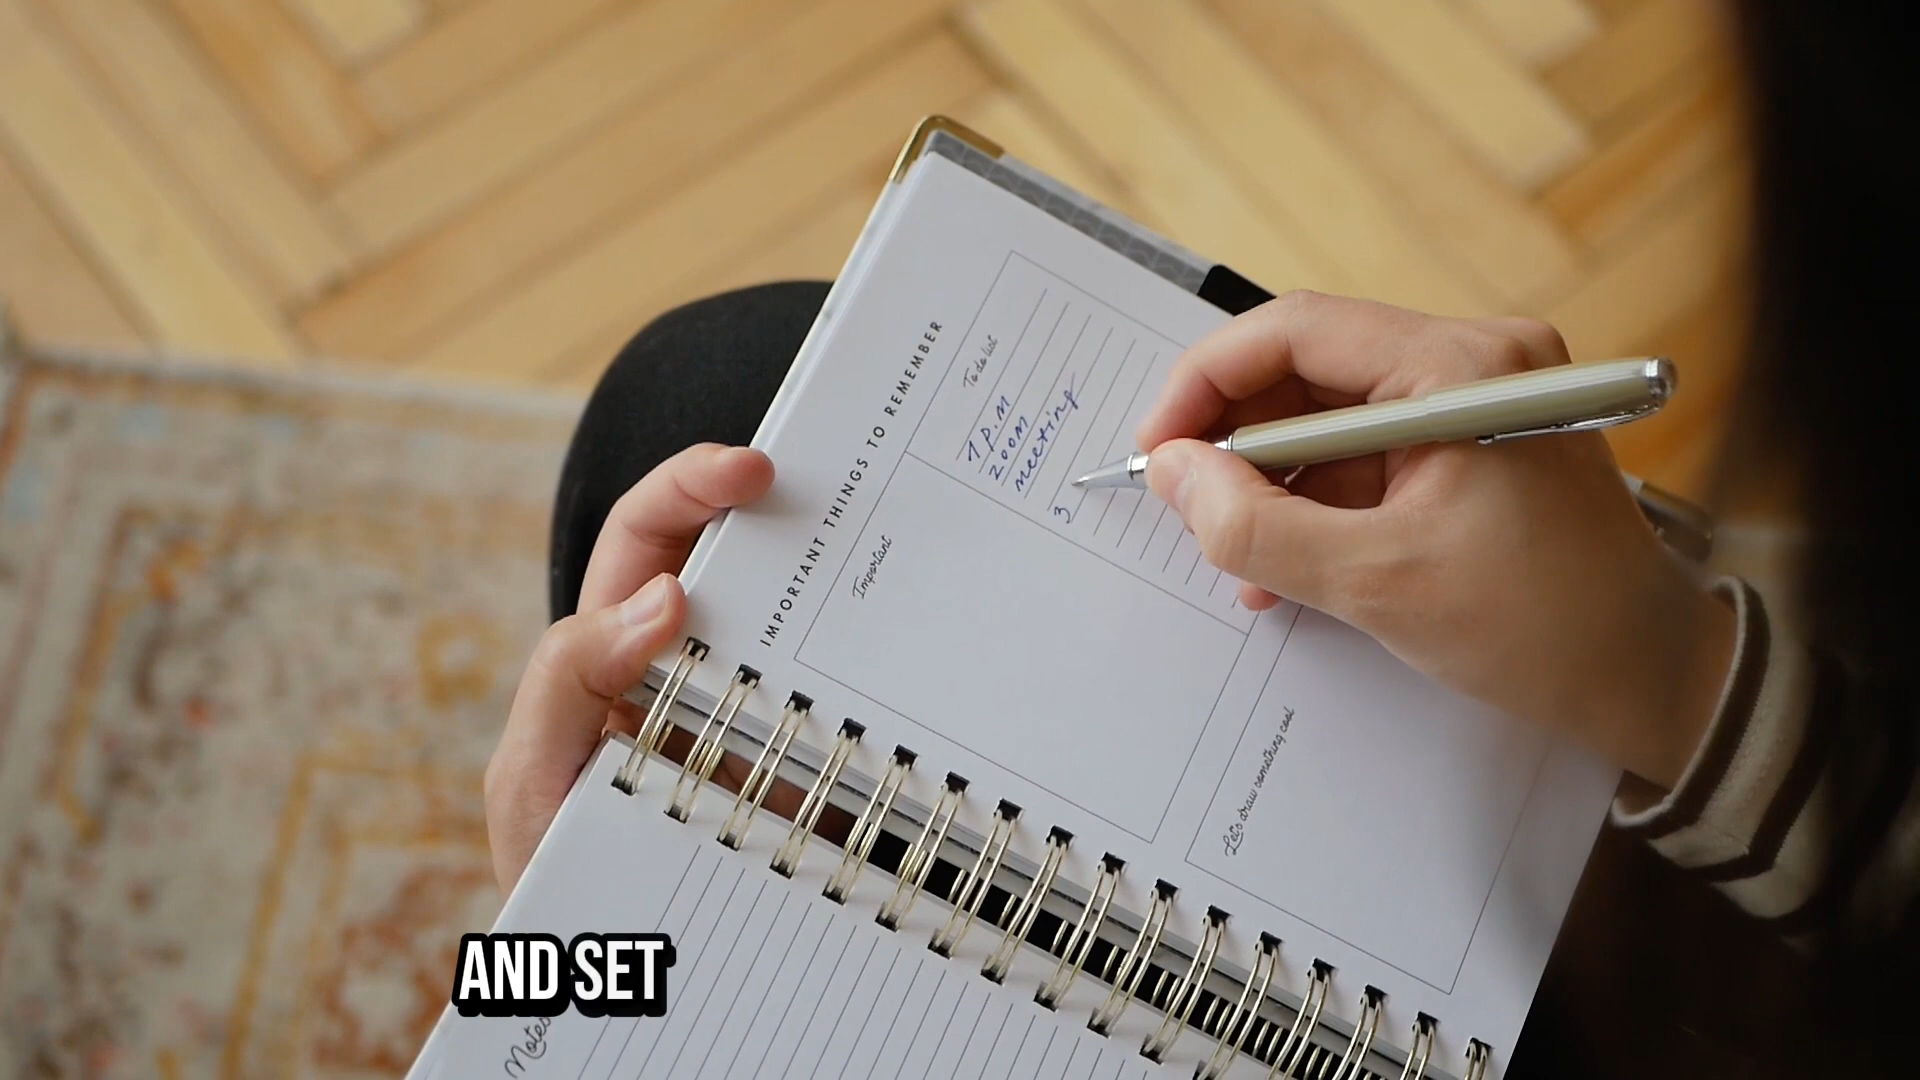 IMPORTANT THINGS TO REMEMBER
To do list
1 p.m
zoom
meeting
3
Important
Let's draw something cool
Notes
AND SET